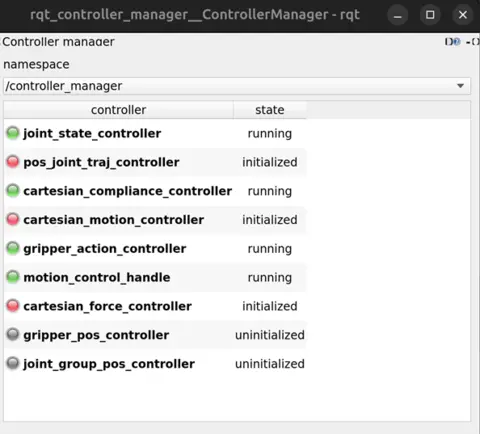 rqt_controller_manager__ControllerManager - rqt
Controller manager
namespace
/controller_manager
controller state
joint_state_controller running
pos_joint_traj_controller initialized
cartesian_compliance_controller running
cartesian_motion_controller initialized
gripper_action_controller running
motion_control_handle running
cartesian_force_controller initialized
gripper_pos_controller uninitialized
joint_group_pos_controller uninitialized